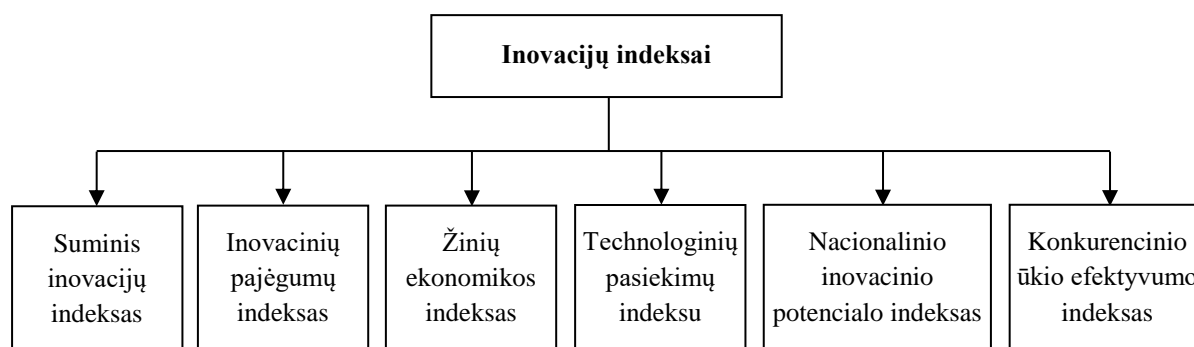 Inovacijų indeksai
Suminis
inovacijų
indeksas
Inovacinių
pajėgumų
indeksas
Žinių
ekonomikos
indeksas
Technologinių
pasiekimų
indeksu
Nacionalinio
inovacinio
potencialo indeksas
Konkurencinio
ūkio efektyvumo
indeksas